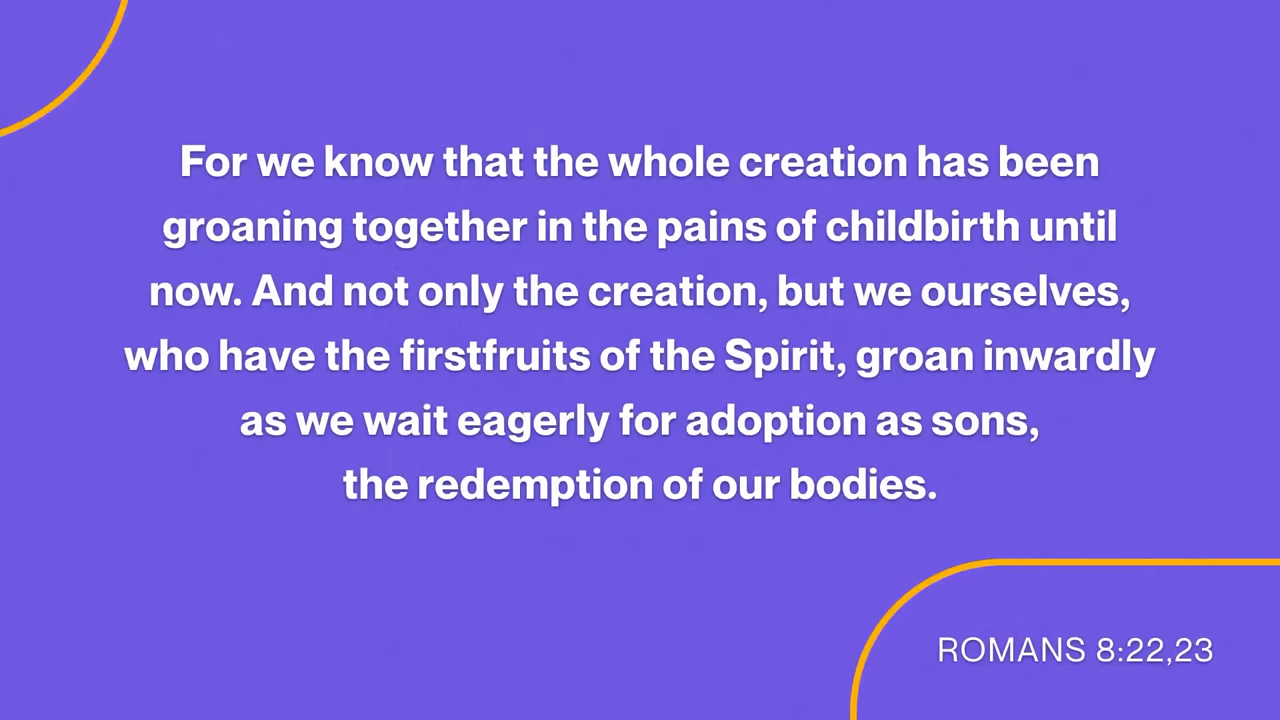 For we know that the whole creation has been
groaning together in the pains of childbirth until
now. And not only the creation, but we ourselves,
who have the firstfruits of the Spirit, groan inwardly
as we wait eagerly for adoption as sons,
the redemption of our bodies.
ROMANS 8:22,23